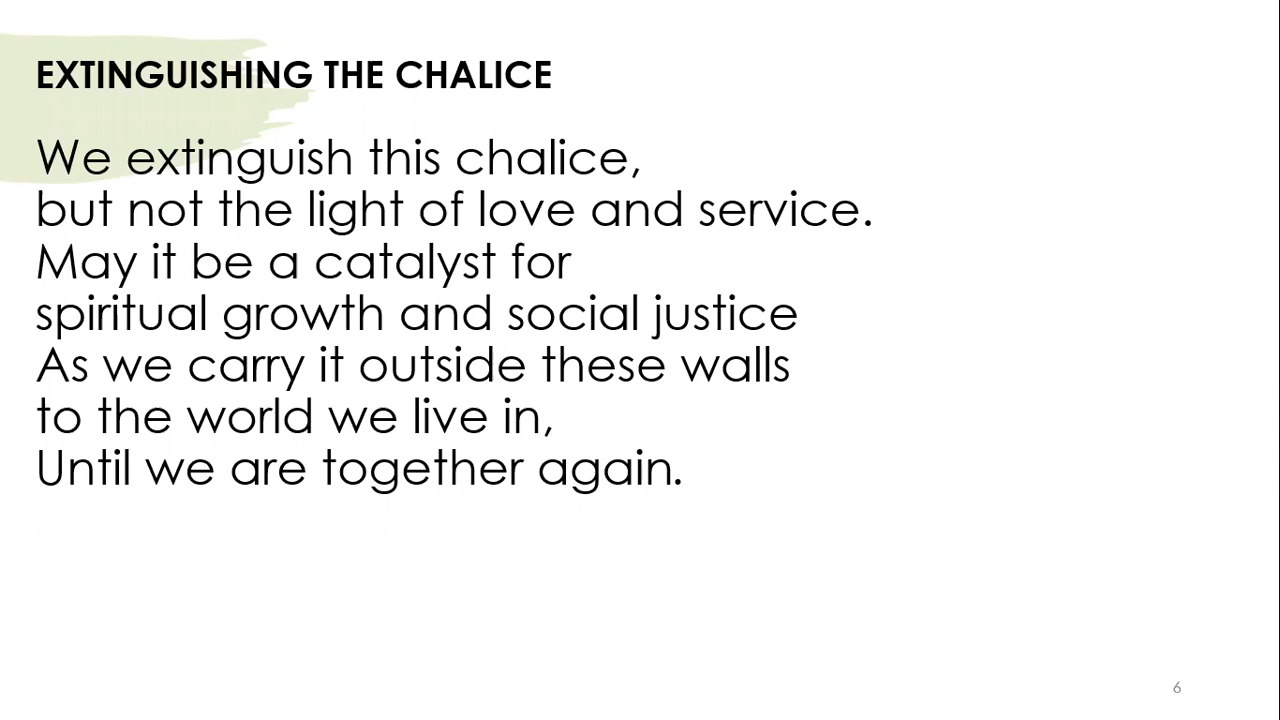 EXTINGUISHING THE CHALICE
We extinguish this chalice,
but not the light of love and service.
May it be a catalyst for
spiritual growth and social justice
As we carry it outside these walls
to the world we live in,
Until we are together again.
6